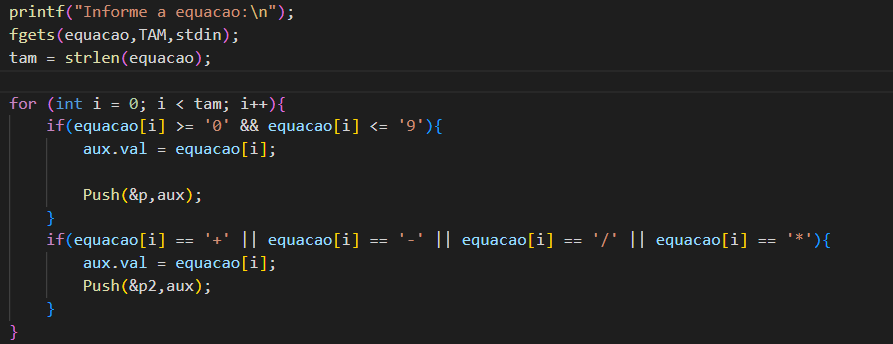 printf("Informe a equacao:\n");
fgets(equacao,TAM,stdin);
tam = strlen(equacao);
for (int i = 0; i < tam; i++){
if(equacao[i] >= '0' && equacao[i] <= '9'){
aux.val = equacao[i];
Push(&p,aux);
}
if(equacao[i] == '+' || equacao[i] == '-' || equacao[i] == '/' || equacao[i] == '*'){
aux.val = equacao[i];
Push(&p2,aux);
}
}